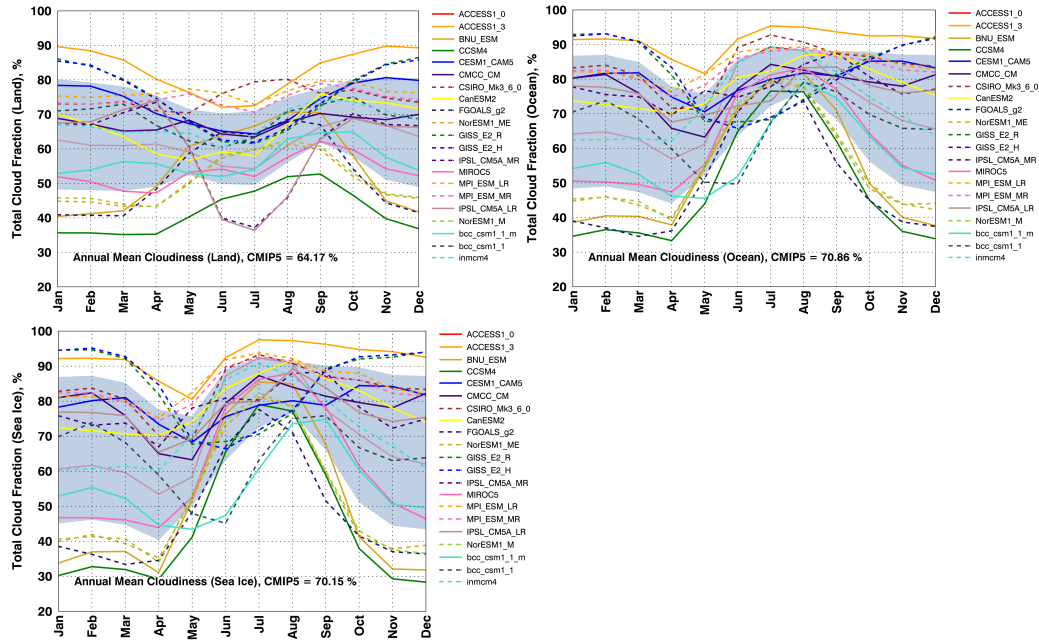 Total Cloud Fraction (Land), %
100
90
80
70
60
50
40
30
20
Jan
Feb
Mar
Apr
May
Jun
Jul
Aug
Sep
Oct
Nov
Dec
Annual Mean Cloudiness (Land), CMIP5 = 64.17 %
ACCESS1_0
ACCESS1_3
BNU_ESM
CCSM4
CESM1_CAM5
CMCC_CM
CSIRO_Mk3_6_0
CanESM2
FGOALS_g2
NorESM1_ME
GISS_E2_R
GISS_E2_H
IPSL_CM5A_MR
MIROC5
MPI_ESM_LR
MPI_ESM_MR
IPSL_CM5A_LR
NorESM1_M
bcc_csm1_1_m
bcc_csm1_1
inmcm4
Total Cloud Fraction (Ocean), %
100
90
80
70
60
50
40
30
20
Jan
Feb
Mar
Apr
May
Jun
Jul
Aug
Sep
Oct
Nov
Dec
Annual Mean Cloudiness (Ocean), CMIP5 = 70.86 %
ACCESS1_0
ACCESS1_3
BNU_ESM
CCSM4
CESM1_CAM5
CMCC_CM
CSIRO_Mk3_6_0
CanESM2
FGOALS_g2
NorESM1_ME
GISS_E2_R
GISS_E2_H
IPSL_CM5A_MR
MIROC5
MPI_ESM_LR
MPI_ESM_MR
IPSL_CM5A_LR
NorESM1_M
bcc_csm1_1_m
bcc_csm1_1
inmcm4
Total Cloud Fraction (Sea Ice), %
100
90
80
70
60
50
40
30
20
Jan
Feb
Mar
Apr
May
Jun
Jul
Aug
Sep
Oct
Nov
Dec
Annual Mean Cloudiness (Sea Ice), CMIP5 = 70.15 %
ACCESS1_0
ACCESS1_3
BNU_ESM
CCSM4
CESM1_CAM5
CMCC_CM
CSIRO_Mk3_6_0
CanESM2
FGOALS_g2
NorESM1_ME
GISS_E2_R
GISS_E2_H
IPSL_CM5A_MR
MIROC5
MPI_ESM_LR
MPI_ESM_MR
IPSL_CM5A_LR
NorESM1_M
bcc_csm1_1_m
bcc_csm1_1
inmcm4